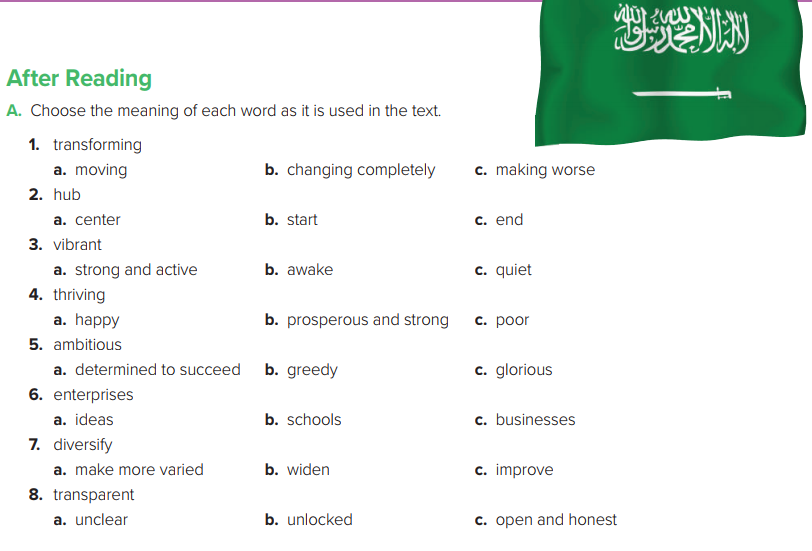 لا إله إلا الله محمد رسول الله
After Reading
A. Choose the meaning of each word as it is used in the text.
1. transforming
a. moving b. changing completely c. making worse
2. hub
a. center b. start c. end
3. vibrant
a. strong and active b. awake c. quiet
4. thriving
a. happy b. prosperous and strong c. poor
5. ambitious
a. determined to succeed b. greedy c. glorious
6. enterprises
a. ideas b. schools c. businesses
7. diversify
a. make more varied b. widen c. improve
8. transparent
a. unclear b. unlocked c. open and honest